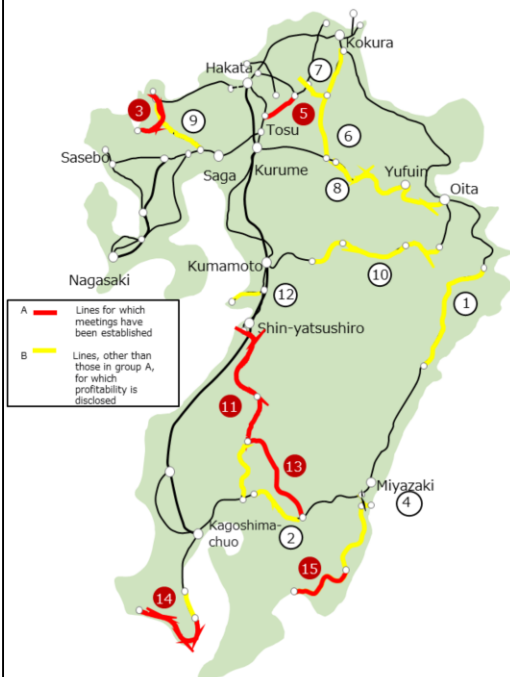 Kokura
7
Hakata
3
9
5
Tosu
6
Sasebo
Saga
Kurume
Yufuin
8
Oita
Nagasaki
Kumamoto
10
1
12
A
Lines for which
meetings have
been established
B
Lines, other than
those in group A,
for which
profitability is
disclosed
Shin-yatsushiro
11
13
Miyazaki
4
Kagoshima-
chuo
2
15
14